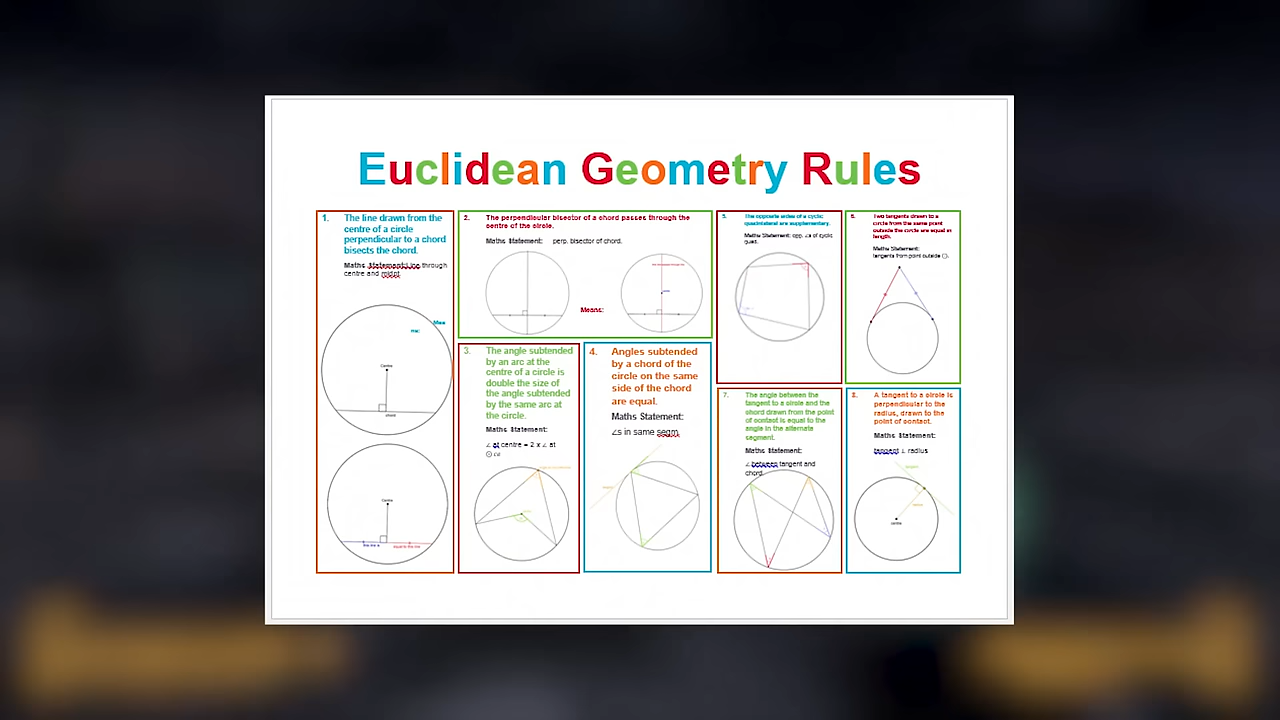 Euclidean Geometry Rules
1. The line drawn from the
centre of a circle
perpendicular to a chord
bisects the chord.
Maths Statement: Line through
centre and midpt
Centre
chord
Centre
2. The perpendicular bisector of a chord passes through the
centre of the circle.
Maths Statement: perp. bisector of chord.
Means:
3. The angle subtended
by an arc at the
centre of a circle is
double the size of
the angle subtended
by the same arc at
the circle.
Maths Statement:
∠ at centre = 2 x ∠ at
4. Angles subtended
by a chord of the
circle on the same
side of the chord
are equal.
Maths Statement:
∠s in same segm.
5. The opposite sides of a cyclic
quadrilateral are supplementary.
Maths Statement: opp. ∠s of cyclic
quad.
6. Two tangents drawn to a
circle from the same point
outside the circle are equal in
length.
Maths Statement:
tangents from point outside
7. The angle between the
tangent to a circle and the
chord drawn from the point
of contact is equal to the
angle in the alternate
segment.
Maths Statement:
∠ between tangent and
chord.
8. A tangent to a circle is
perpendicular to the
radius, drawn to the
point of contact.
Maths Statement:
tangent ⊥ radius
centre